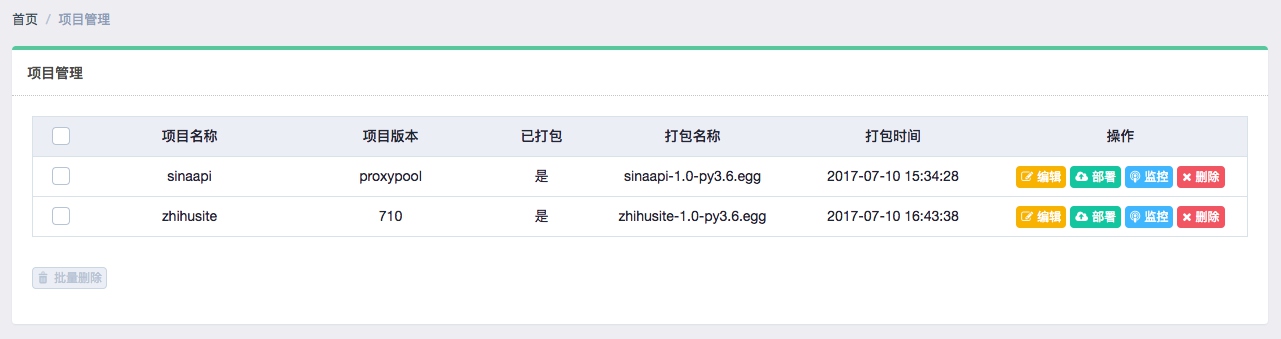 首页 / 项目管理
项目管理
项目名称 项目版本 已打包 打包名称 打包时间 操作
sinaapi proxypool 是 sinaapi-1.0-py3.6.egg 2017-07-10 15:34:28 编辑 部署 监控 删除
zhihusite 710 是 zhihusite-1.0-py3.6.egg 2017-07-10 16:43:38 编辑 部署 监控 删除
批量删除